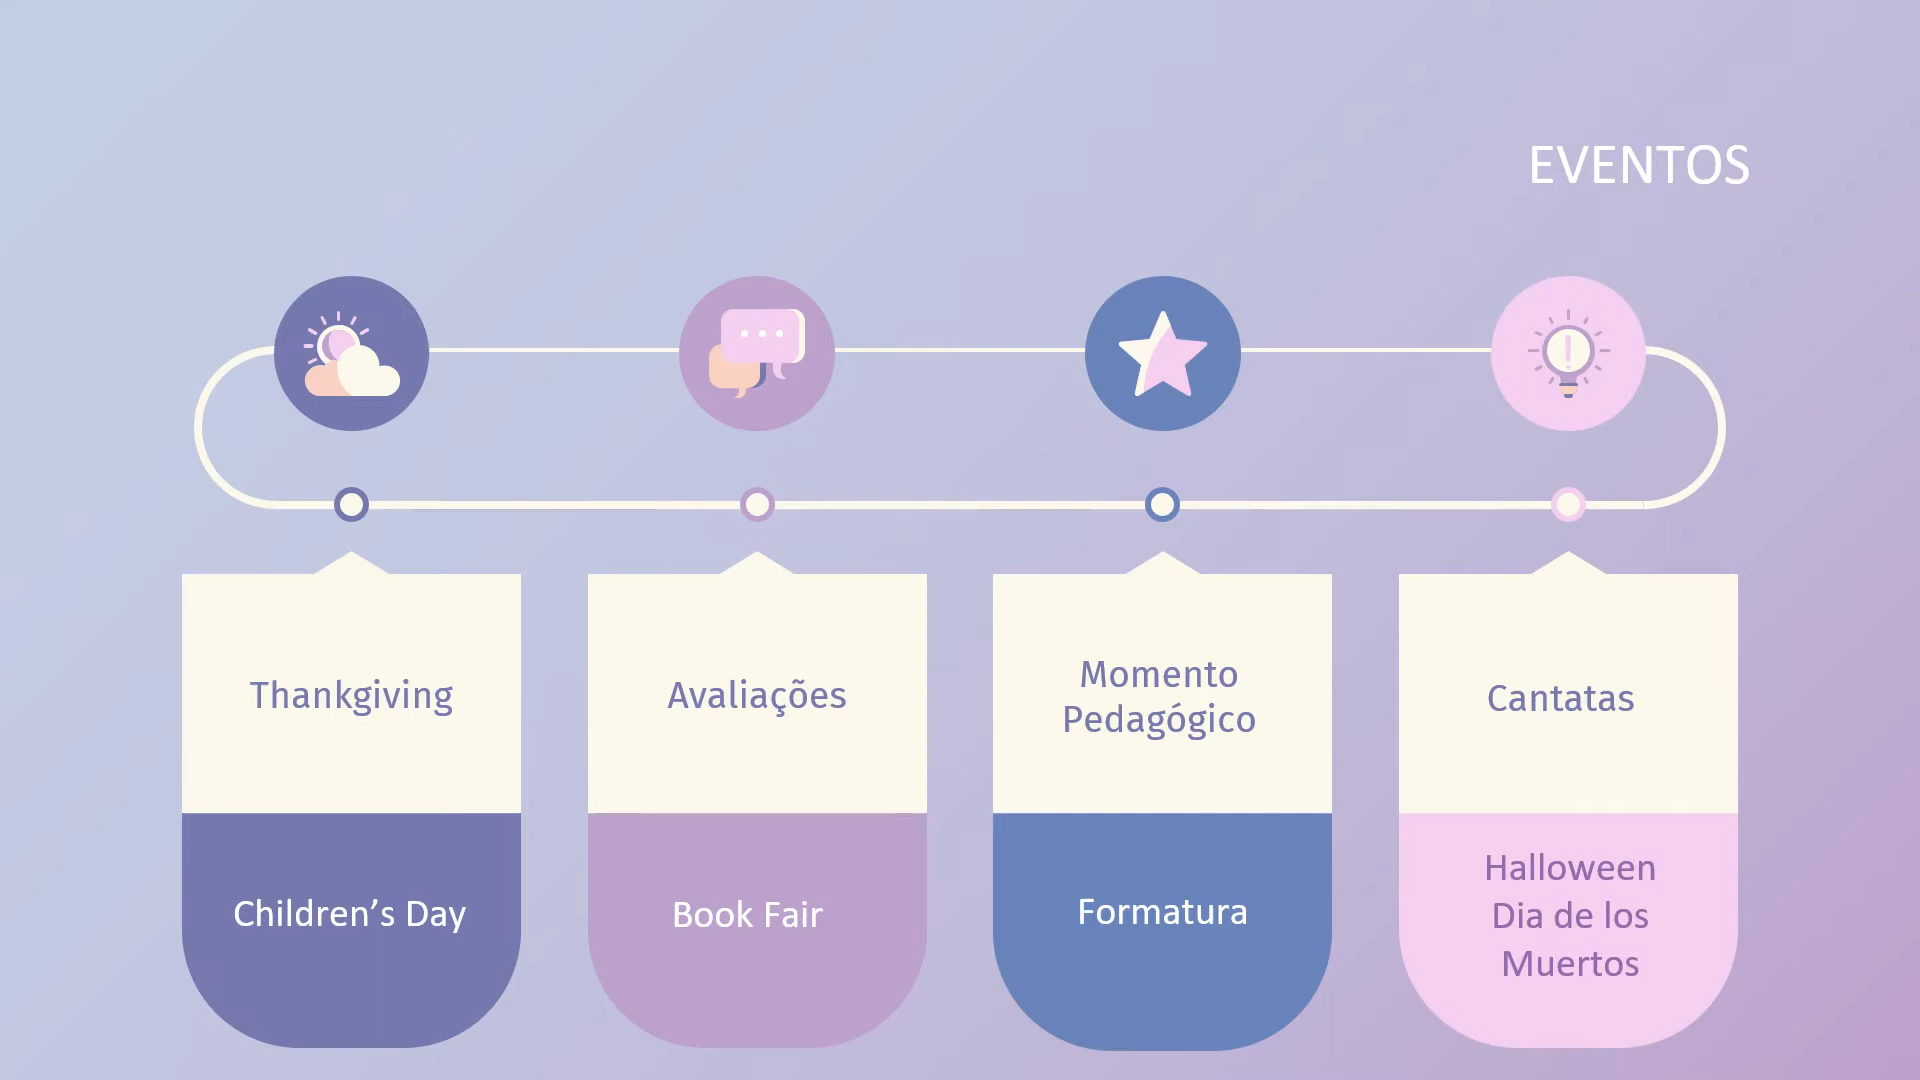 EVENTOS
Thankgiving
Children’s Day
Avaliações
Book Fair
Momento
Pedagógico
Formatura
Cantatas
Halloween
Dia de los
Muertos